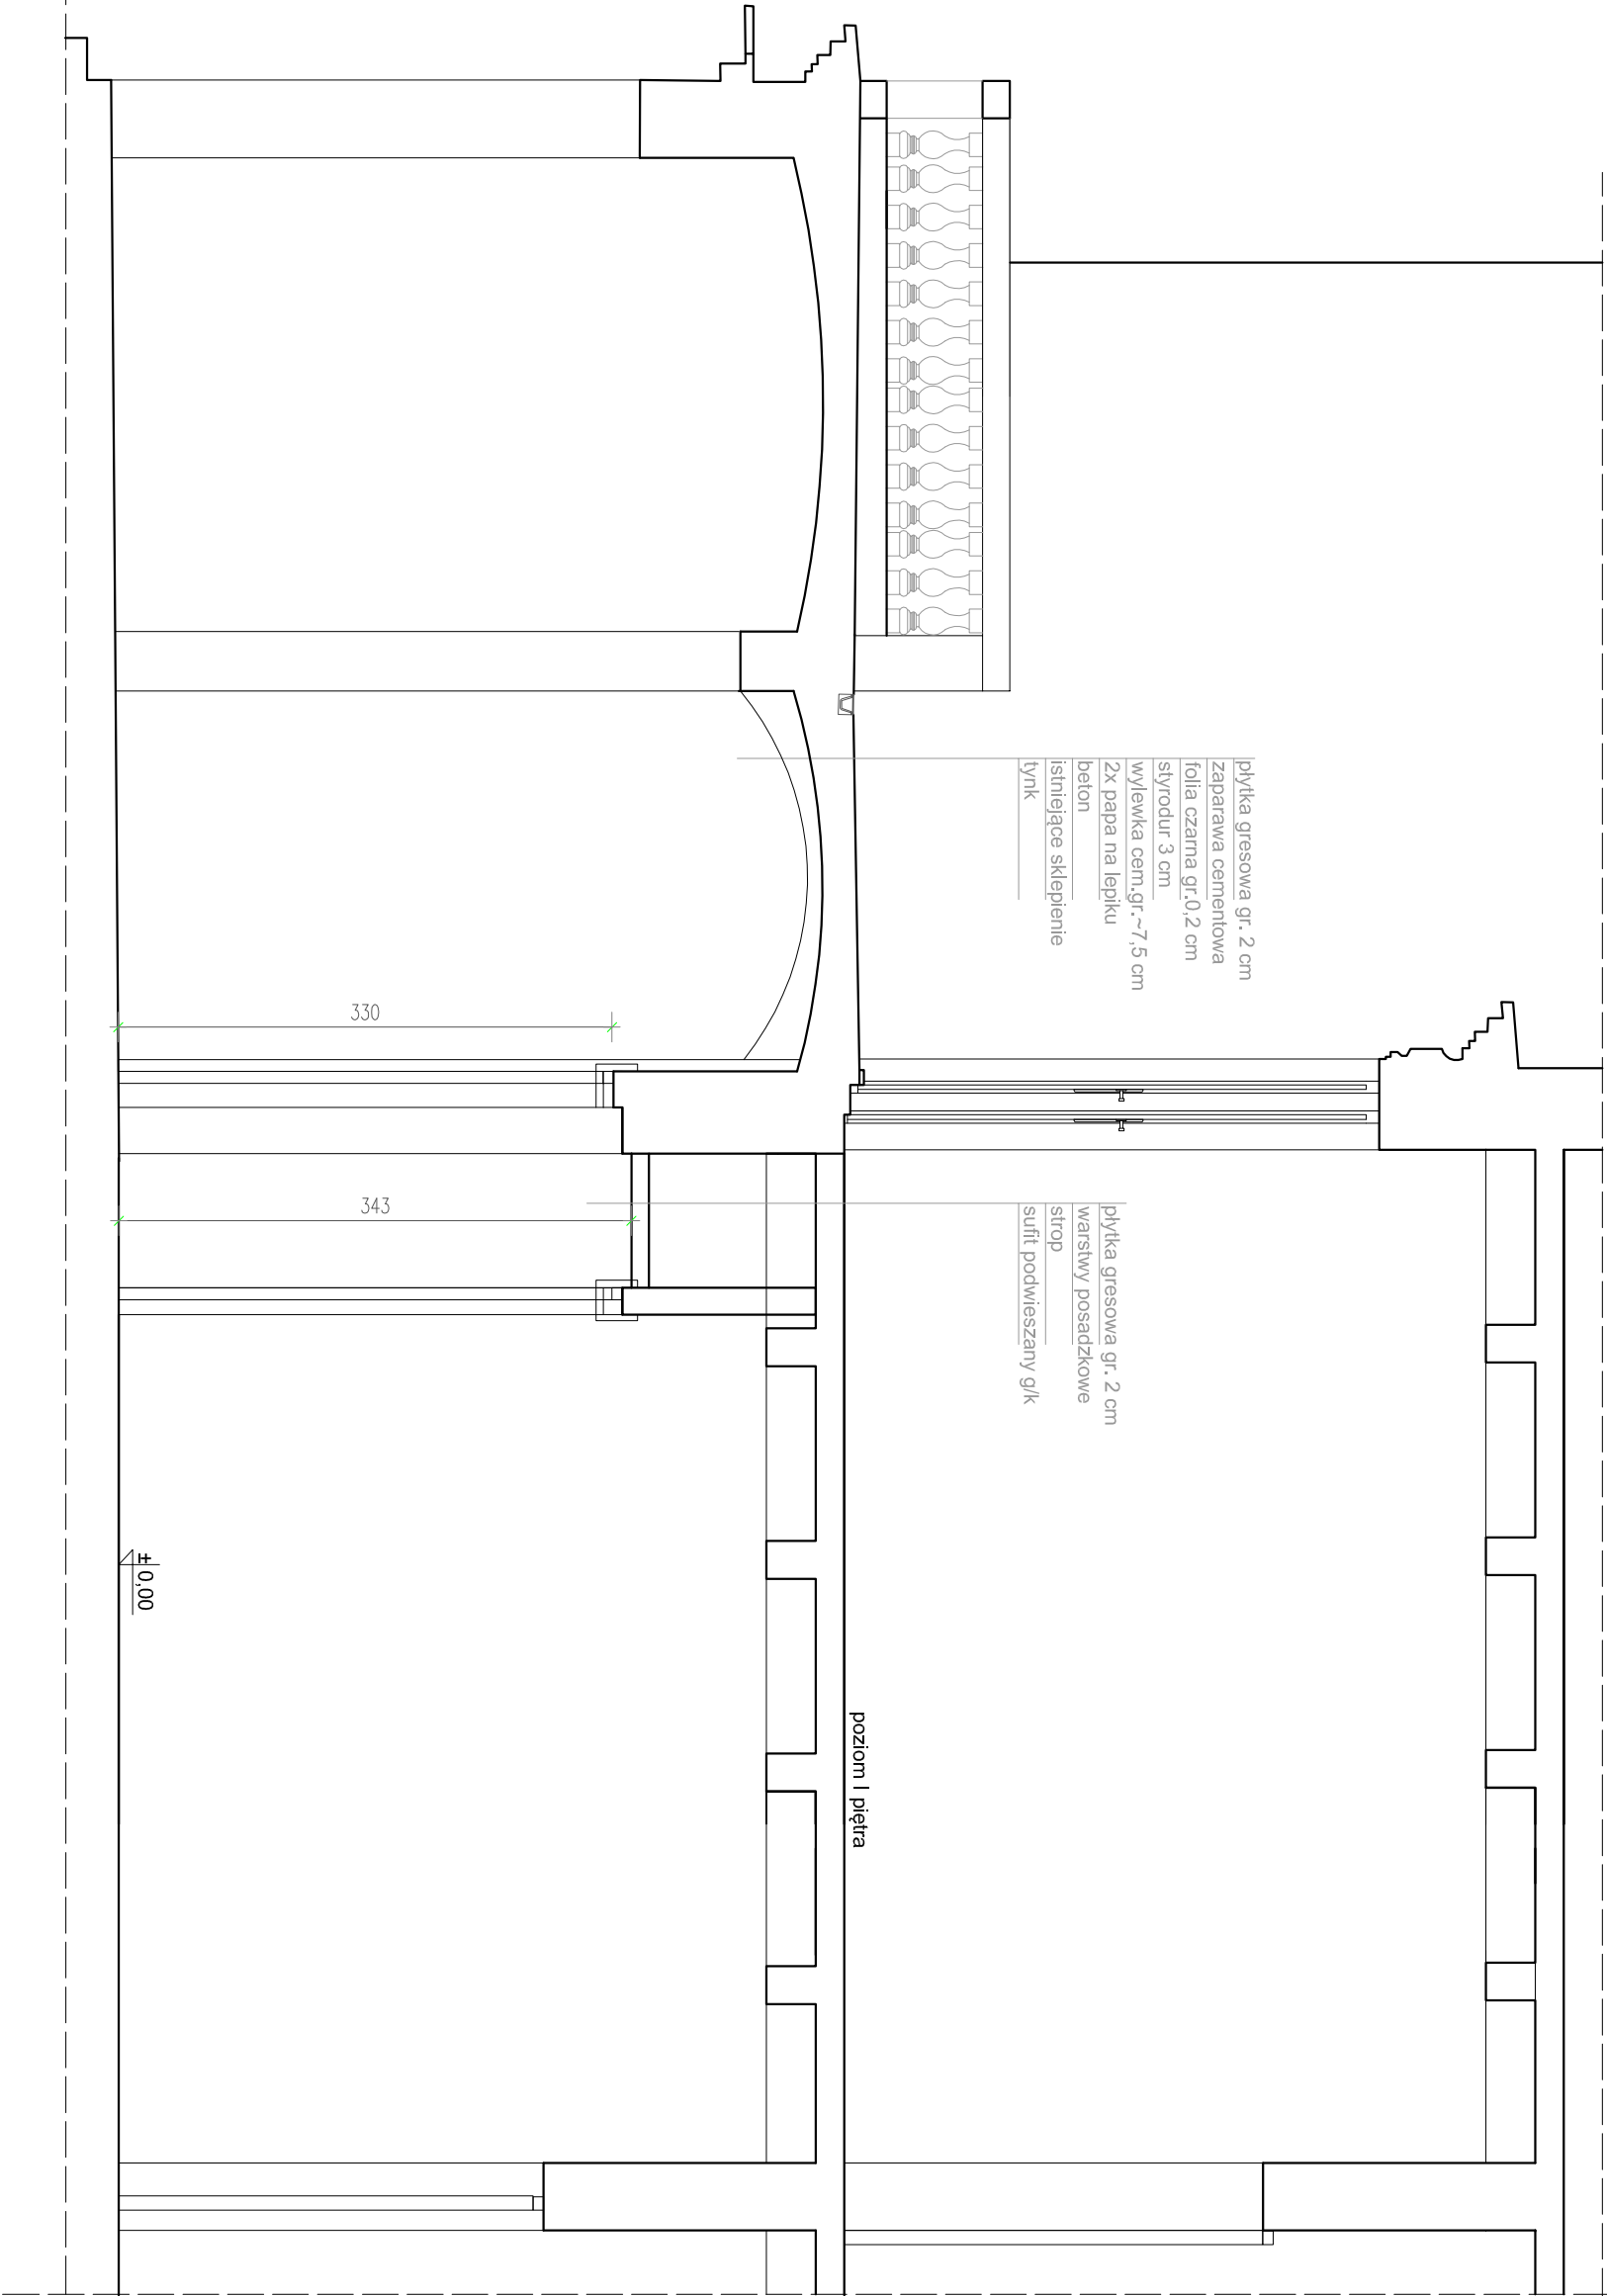 płytka gresowa gr. 2 cm
zaparawa cementowa
folia czarna gr.0,2 cm
styrodur 3 cm
wylewka cem.gr.~7,5 cm
2x papa na lepiku
beton
istniejące sklepienie
tynk
330
płytka gresowa gr. 2 cm
warstwy posadzkowe
strop
sufit podwieszany g/k
343
poziom I piętra
±0,00